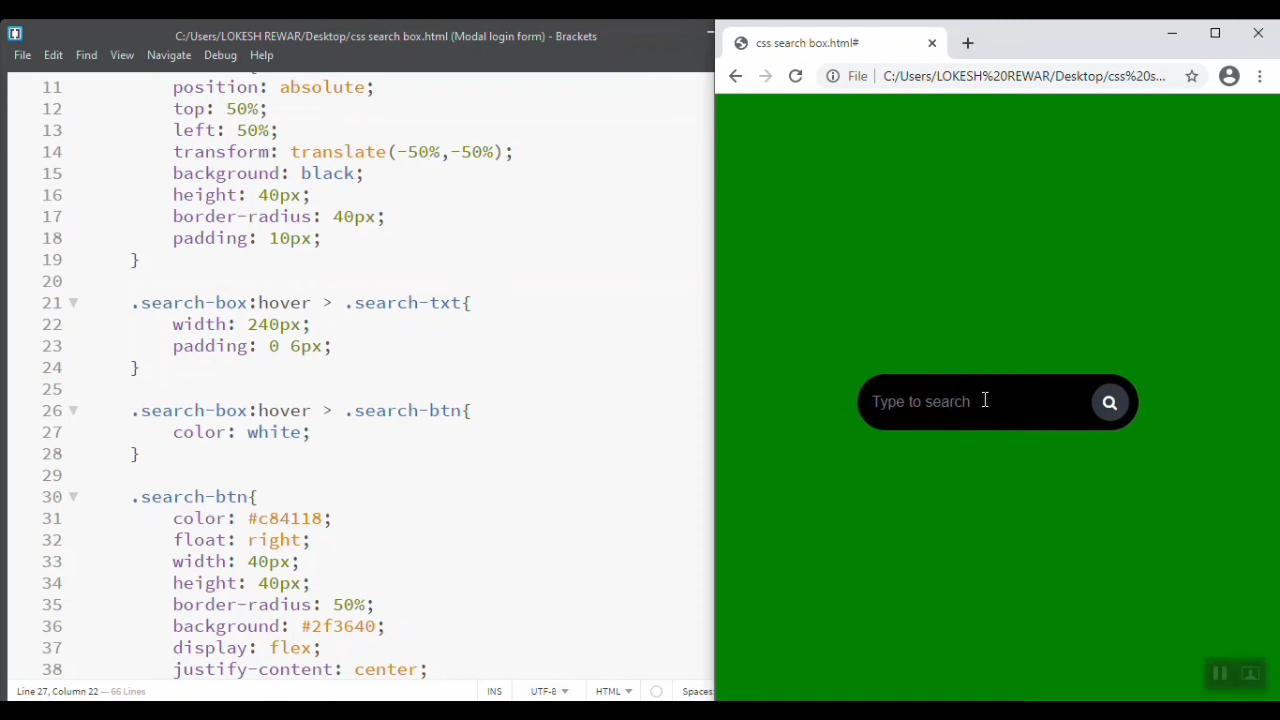 C:/Users/LOKESH REWAR/Desktop/css search box.html (Modal login form) - Brackets
File Edit Find View Navigate Debug Help
11 position: absolute;
12 top: 50%;
13 left: 50%;
14 transform: translate(-50%,-50%);
15 background: black;
16 height: 40px;
17 border-radius: 40px;
18 padding: 10px;
19 }
20
21 .search-box:hover > .search-txt{
22 width: 240px;
23 padding: 0 6px;
24 }
25
26 .search-box:hover > .search-btn{
27 color: white;
28 }
29
30 .search-btn{
31 color: #c84118;
32 float: right;
33 width: 40px;
34 height: 40px;
35 border-radius: 50%;
36 background: #2f3640;
37 display: flex;
38 justify-content: center;
Line 27, Column 22 — 66 Lines
INS UTF-8 HTML Spaces:
css search box.html#
File C:/Users/LOKESH%20REWAR/Desktop/css%20s...
Type to search